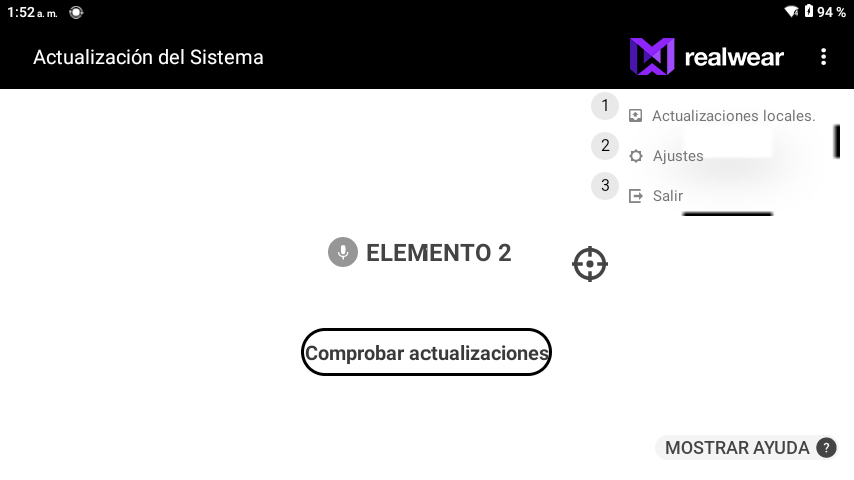 1:52 a. m.
94 %
Actualización del Sistema
realwear
1 Actualizaciones locales.
2 Ajustes
3 Salir
ELEMENTO 2
Comprobar actualizaciones
MOSTRAR AYUDA ?